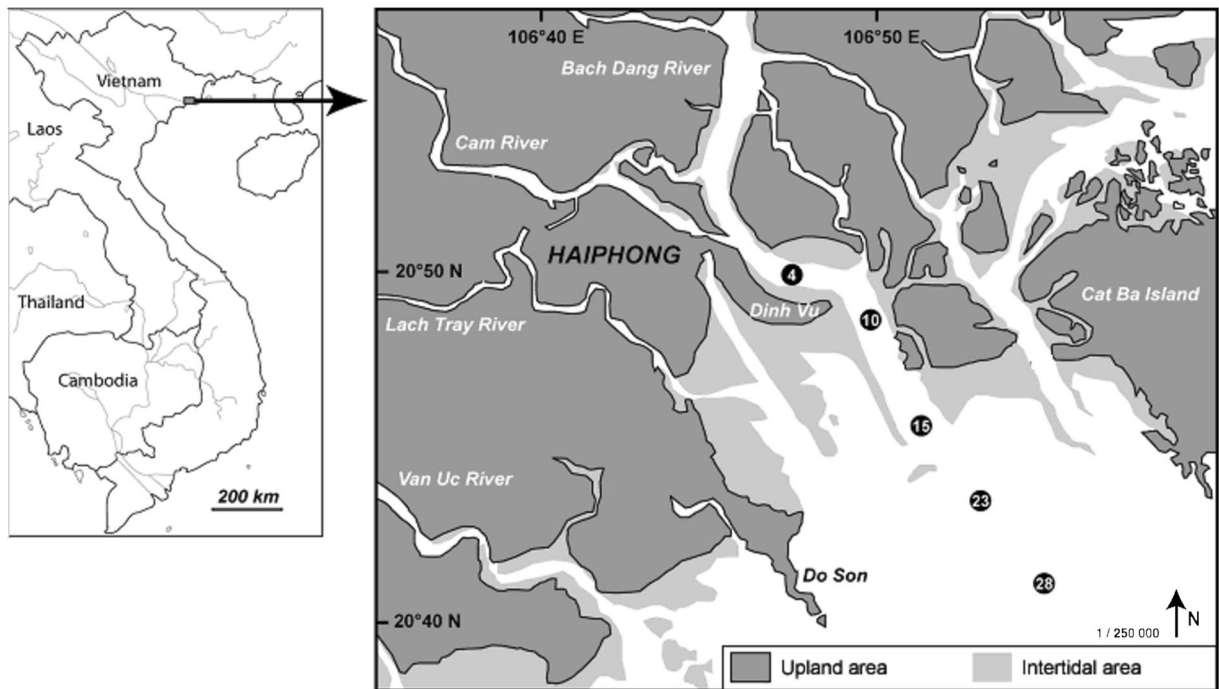 Vietnam
Laos
Thailand
Cambodia
200 km
106°40 E
106°50 E
Bach Dang River
Cam River
HAIPHONG
20°50 N
4
Dinh Vu
10
Cat Ba Island
Lach Tray River
15
Van Uc River
23
Do Son
28
20°40 N
N
1 / 250 000
Upland area
Intertidal area